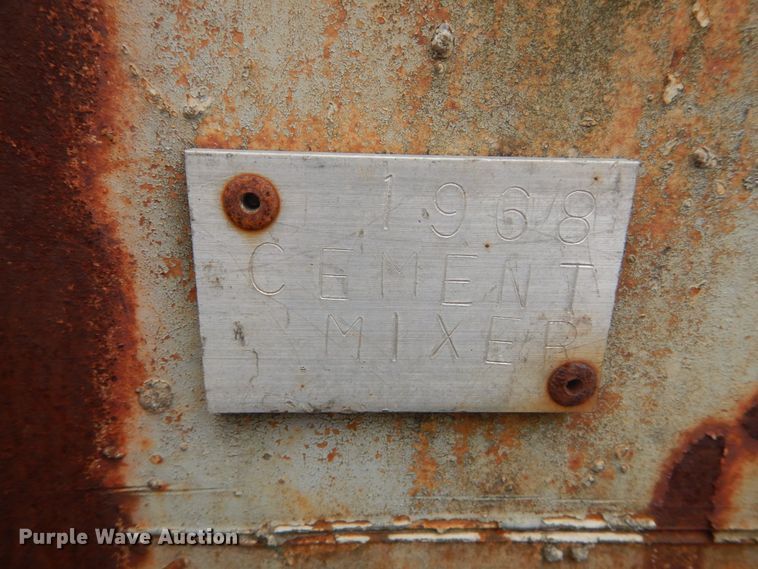 1968
CEMENT
MIXER
Purple Wave Auction